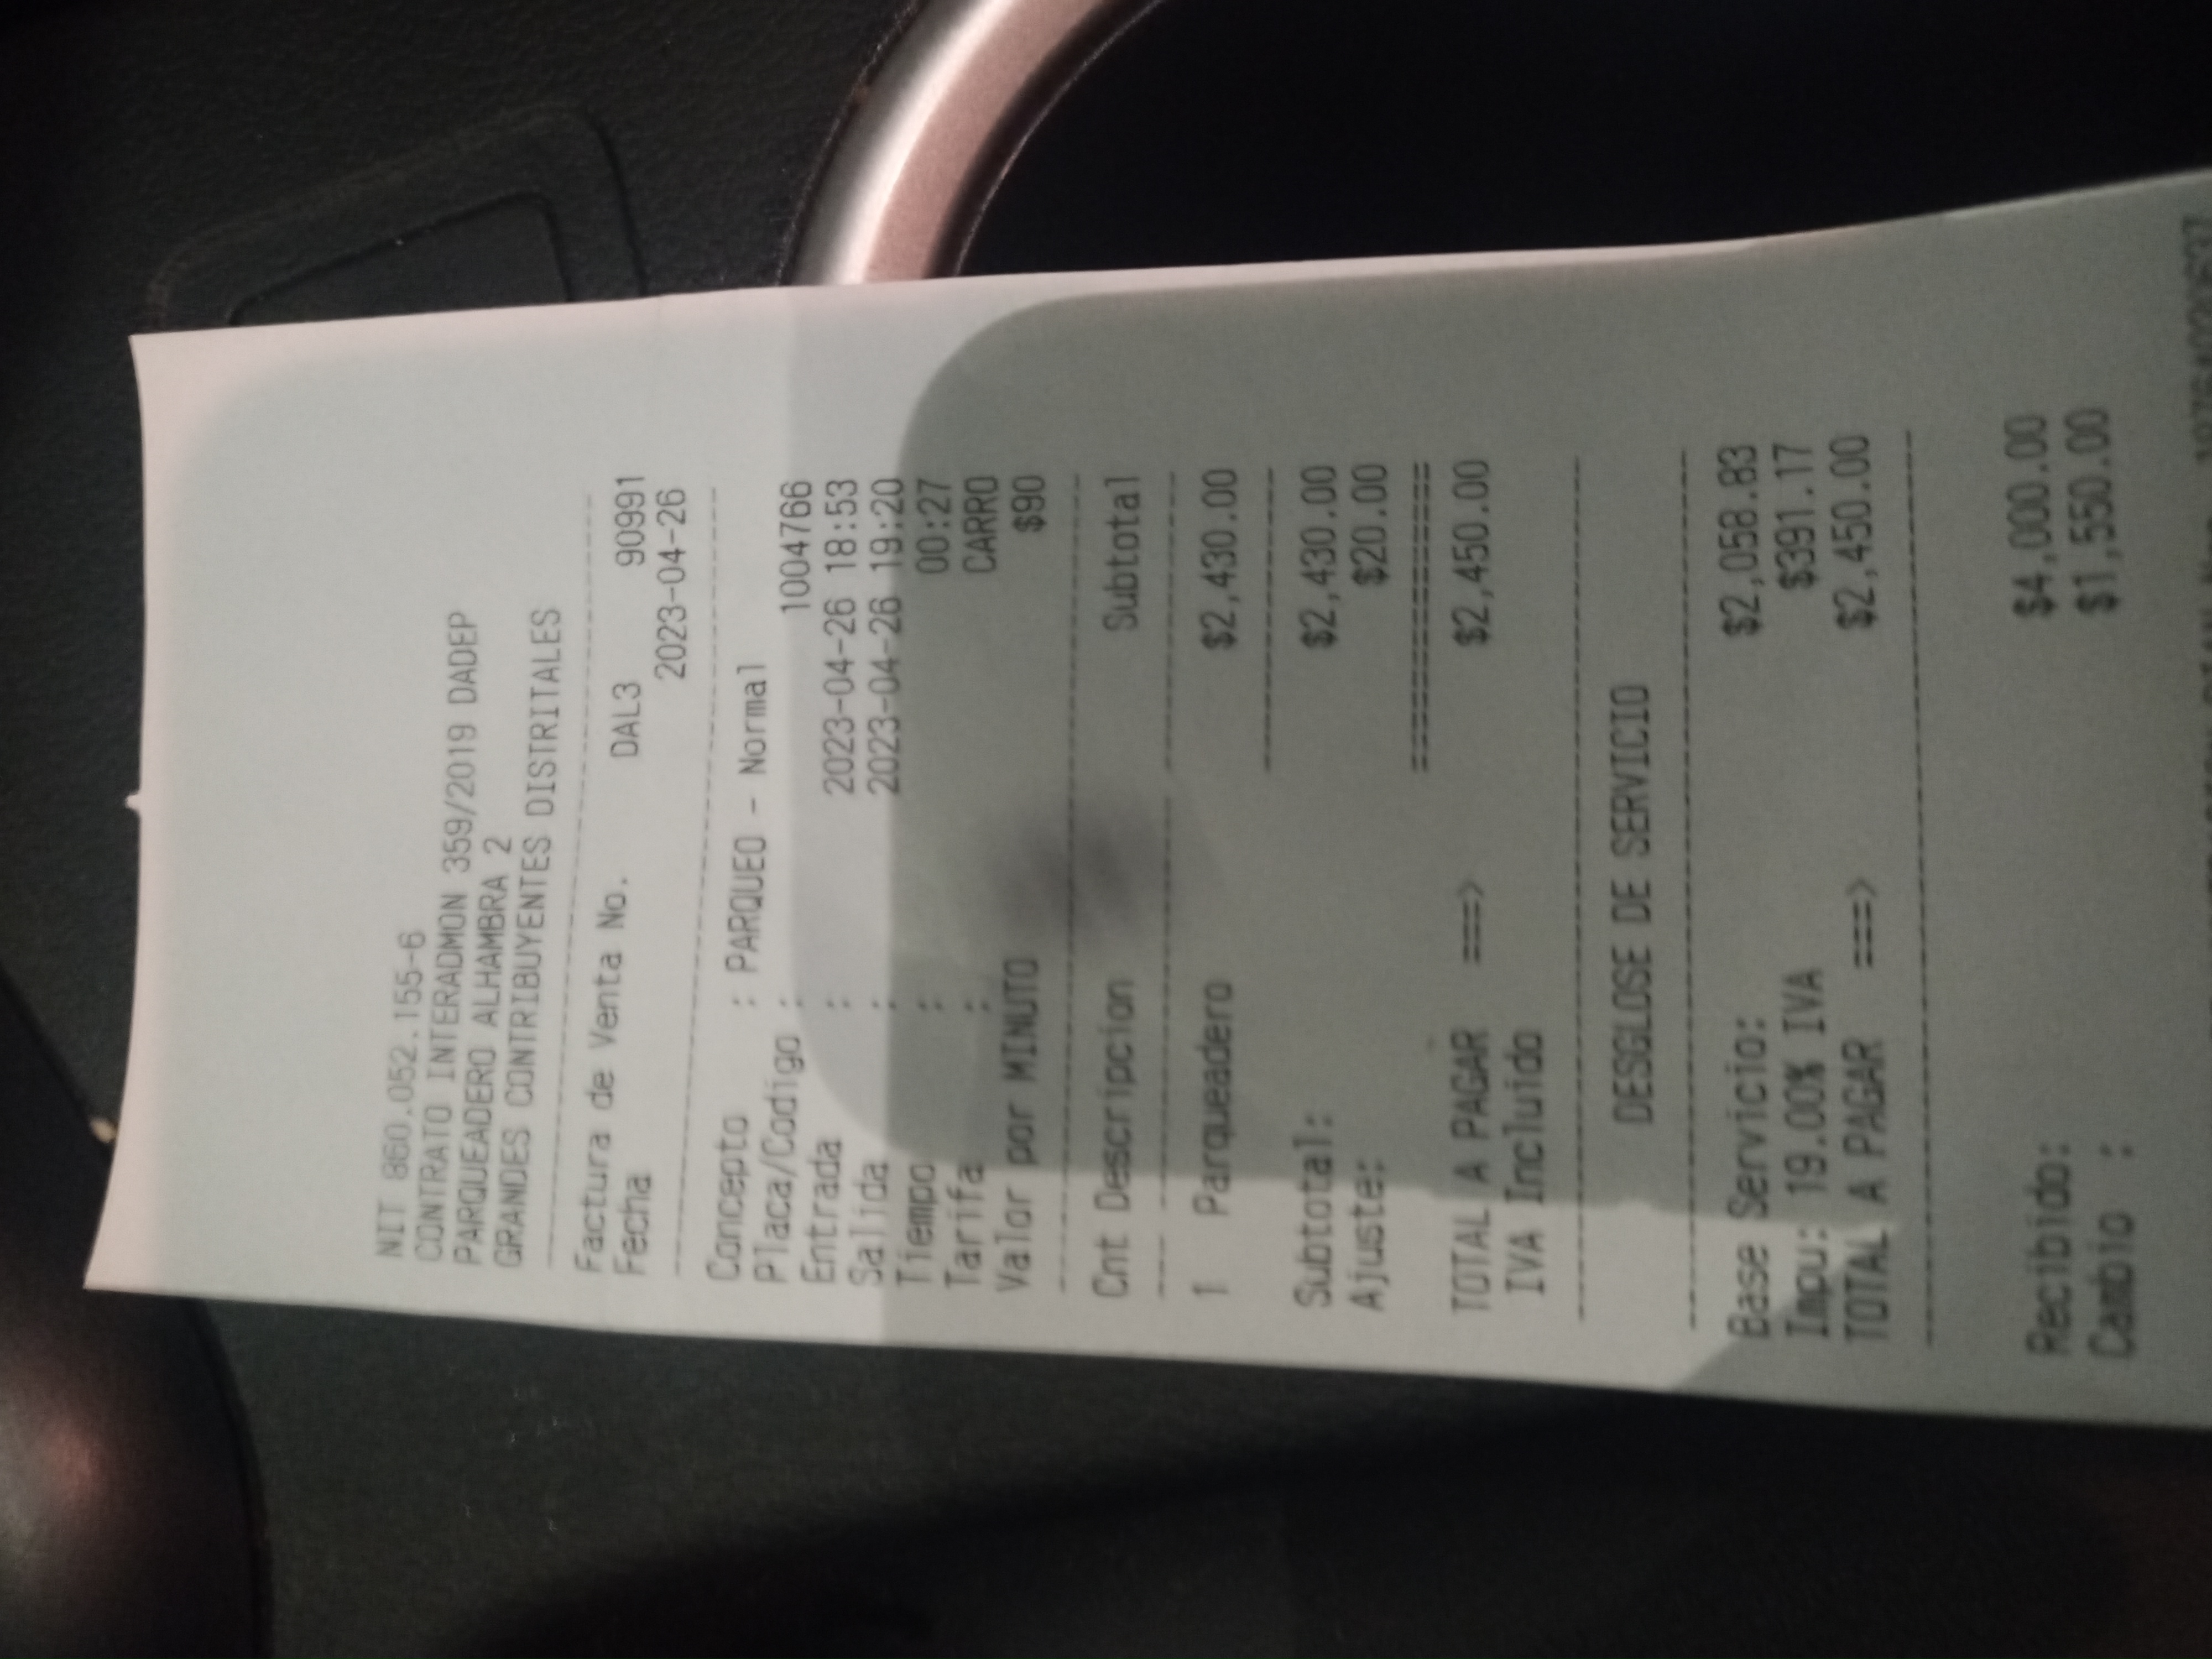 NIT 860.052.155-6
CONTRATO INTERADMON 359/2019 DADEP
PARQUEADERO ALHAMBRA 2
GRANDES CONTRIBUYENTES DISTRITALES
Factura de Venta No. DAL3 90991
Fecha 2023-04-26
Concepto : PARQUEO - Normal
Placa/Codigo : 1004766
Entrada : 2023-04-26 18:53
Salida : 2023-04-26 19:20
Tiempo : 00:27
Tarifa : CARRO
Valor por MINUTO $90
Cnt Descripcion Subtotal
1 Parqueadero $2,430.00
Subtotal: $2,430.00
Ajuste: $20.00
TOTAL A PAGAR ===> $2,450.00
IVA Incluido
DESGLOSE DE SERVICIO
Base Servicio: $2,058.83
Impu: 19.00% IVA $391.17
TOTAL A PAGAR ===> $2,450.00
Recibido: $4,000.00
Cambio : $1,550.00